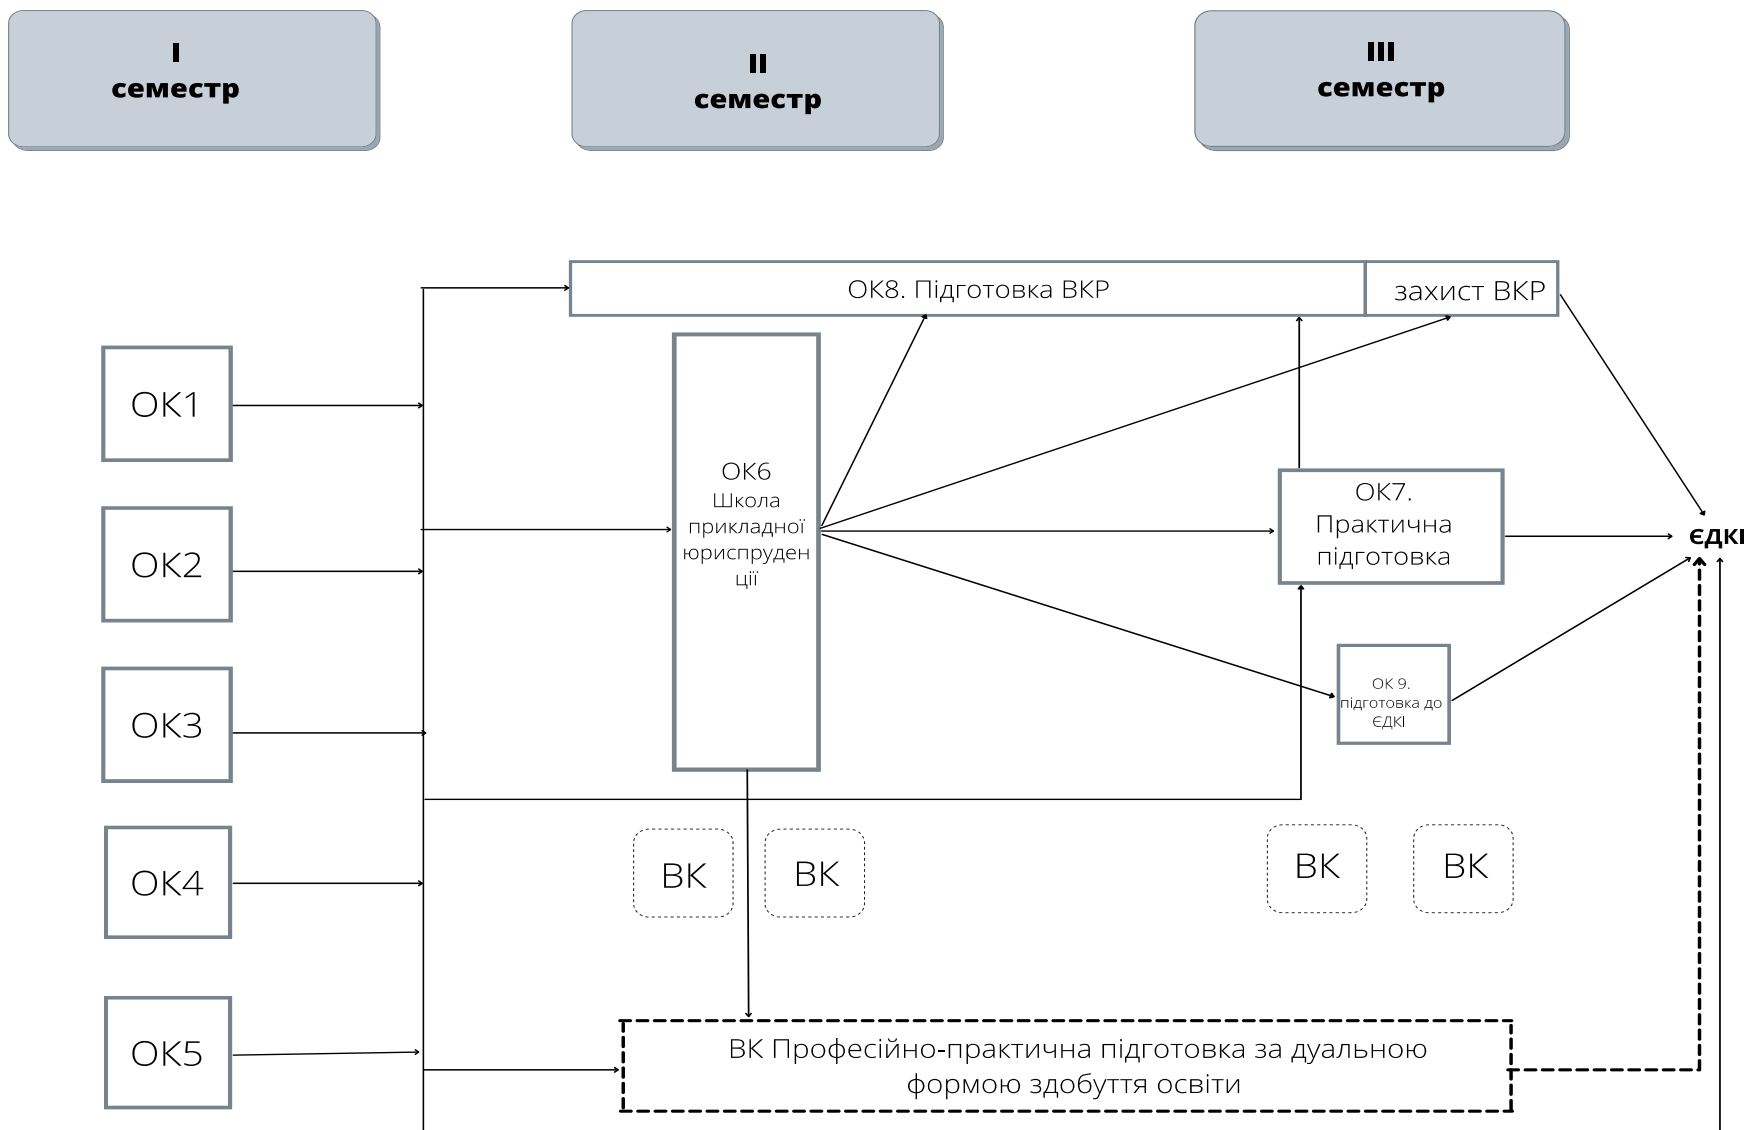 I
семестр
II
семестр
III
семестр
ОК8. Підготовка ВКР
захист ВКР
ОК1
ОК2
ОК3
ОК4
ОК5
ОК6
Школа
прикладної
юриспруден
ції
ОК7.
Практична
підготовка
ЄДКІ
ОК 9.
підготовка до
ЄДКІ
ВК
ВК
ВК
ВК
ВК Професійно-практична підготовка за дуальною
формою здобуття освіти